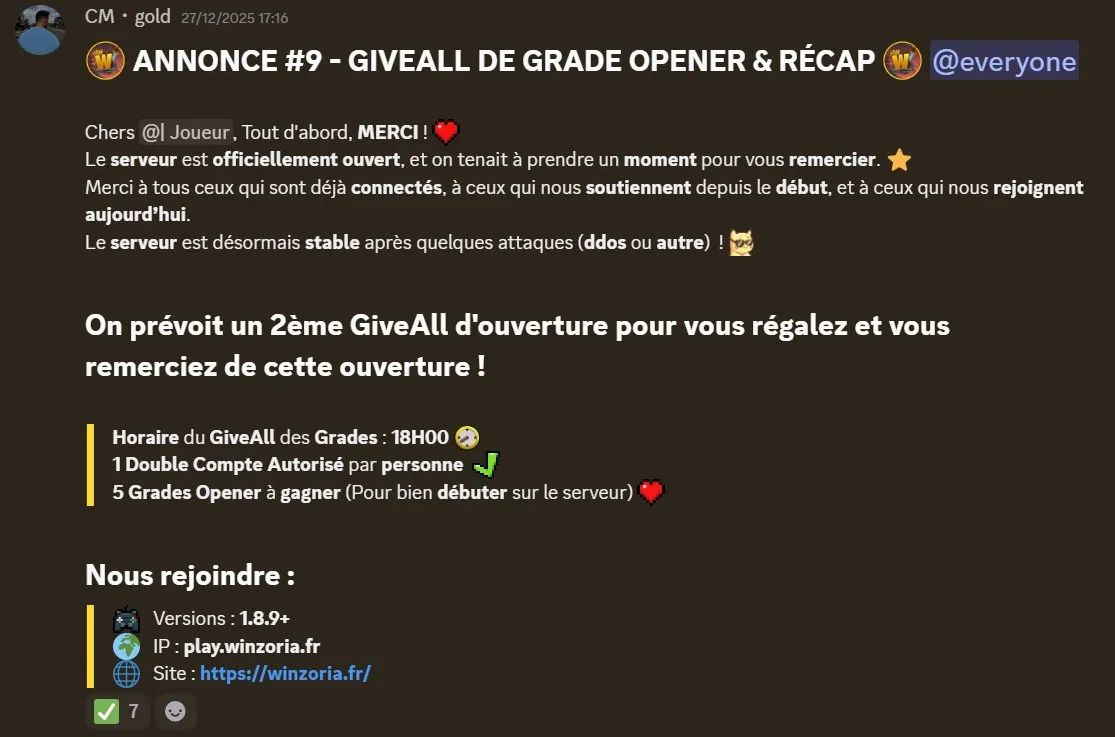 CM • gold 27/12/2025 17:16
ANNONCE #9 - GIVEALL DE GRADE OPENER & RÉCAP @everyone
Chers @| Joueur, Tout d'abord, MERCI !
Le serveur est officiellement ouvert, et on tenait à prendre un moment pour vous remercier.
Merci à tous ceux qui sont déjà connectés, à ceux qui nous soutiennent depuis le début, et à ceux qui nous rejoignent
aujourd'hui.
Le serveur est désormais stable après quelques attaques (ddos ou autre) !
On prévoit un 2ème GiveAll d'ouverture pour vous régalez et vous
remerciez de cette ouverture !
Horaire du GiveAll des Grades : 18H00
1 Double Compte Autorisé par personne
5 Grades Opener à gagner (Pour bien débuter sur le serveur)
Nous rejoindre :
Versions : 1.8.9+
IP : play.winzoria.fr
Site : https://winzoria.fr/
7